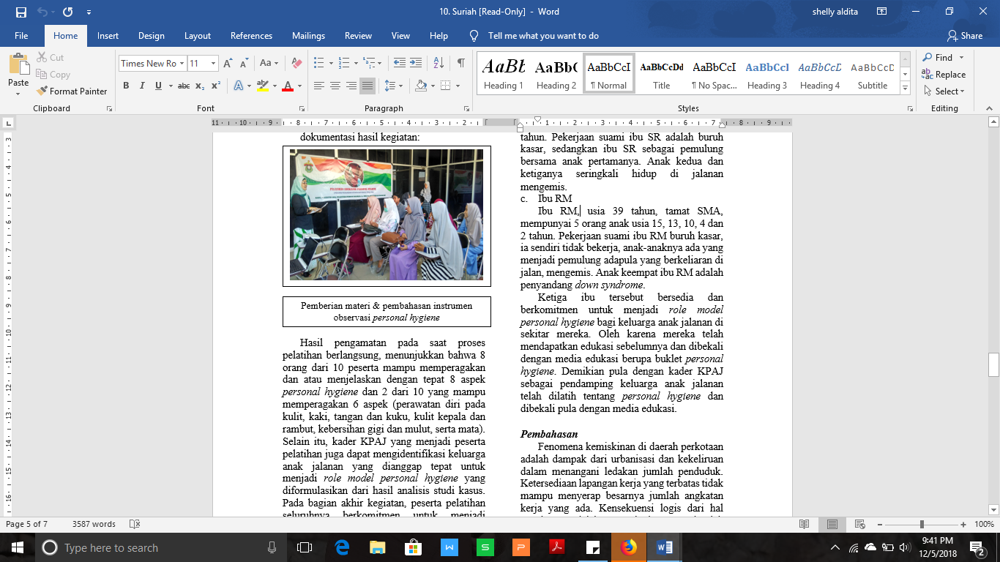 10. Suriah [Read-Only] - Word
shelly aldita
File
Home
Insert
Design
Layout
References
Mailings
Review
View
Help
Tell me what you want to do
Share
Paste
Cut
Copy
Format Painter
Clipboard
Times New Ro
11
Font
Paragraph
AaBb(
Heading 1
AaBb(
Heading 2
AaBbCcI
¶ Normal
AaBbCcDd
Title
AaBbCcI
¶ No Spac...
AaBbCcI
Heading 3
AaBbCcD
Heading 4
AaBbCcD
Subtitle
Styles
Find
Replace
Select
Editing
dokumentasi hasil kegiatan:
Pemberian materi & pembahasan instrumen
observasi personal hygiene
Hasil pengamatan pada saat proses
pelatihan berlangsung, menunjukkan bahwa 8
orang dari 10 peserta mampu memperagakan
dan atau menjelaskan dengan tepat 8 aspek
personal hygiene dan 2 dari 10 yang mampu
memperagakan 6 aspek (perawatan diri pada
kulit, kaki, tangan dan kuku, kulit kepala dan
rambut, kebersihan gigi dan mulut, serta mata).
Selain itu, kader KPAJ yang menjadi peserta
pelatihan juga dapat mengidentifikasi keluarga
anak jalanan yang dianggap tepat untuk
menjadi role model personal hygiene yang
diformulasikan dari hasil analisis studi kasus.
Pada bagian akhir kegiatan, peserta pelatihan
seluruhnya berkomitmen untuk menjadi
tahun. Pekerjaan suami ibu SR adalah buruh
kasar, sedangkan ibu SR sebagai pemulung
bersama anak pertamanya. Anak kedua dan
ketiganya seringkali hidup di jalanan
mengemis.
c. Ibu RM
Ibu RM, usia 39 tahun, tamat SMA,
mempunyai 5 orang anak usia 15, 13, 10, 4 dan
2 tahun. Pekerjaan suami ibu RM buruh kasar,
ia sendiri tidak bekerja, anak-anaknya ada yang
menjadi pemulung adapula yang berkeliaran di
jalan, mengemis. Anak keempat ibu RM adalah
penyandang down syndrome.
Ketiga ibu tersebut bersedia dan
berkomitmen untuk menjadi role model
personal hygiene bagi keluarga anak jalanan di
sekitar mereka. Oleh karena mereka telah
mendapatkan edukasi sebelumnya dan dibekali
dengan media edukasi berupa buklet personal
hygiene. Demikian pula dengan kader KPAJ
sebagai pendamping keluarga anak jalanan
telah dilatih tentang personal hygiene dan
dibekali pula dengan media edukasi.
Pembahasan
Fenomena kemiskinan di daerah perkotaan
adalah dampak dari urbanisasi dan kekeliruan
dalam menangani ledakan jumlah penduduk.
Ketersediaan lapangan kerja yang terbatas tidak
mampu menyerap besarnya jumlah angkatan
kerja yang ada. Kensekuensi logis dari hal
Page 5 of 7
3587 words
100%
Type here to search
9:41 PM
12/5/2018
2